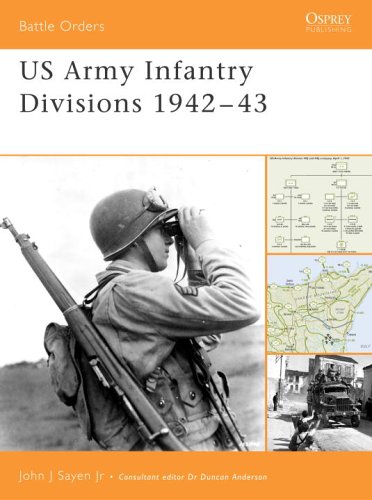 Battle Orders
OSPREY
PUBLISHING
US Army Infantry
Divisions 1942–43
John J Sayen Jr • Consultant editor Dr Duncan Anderson